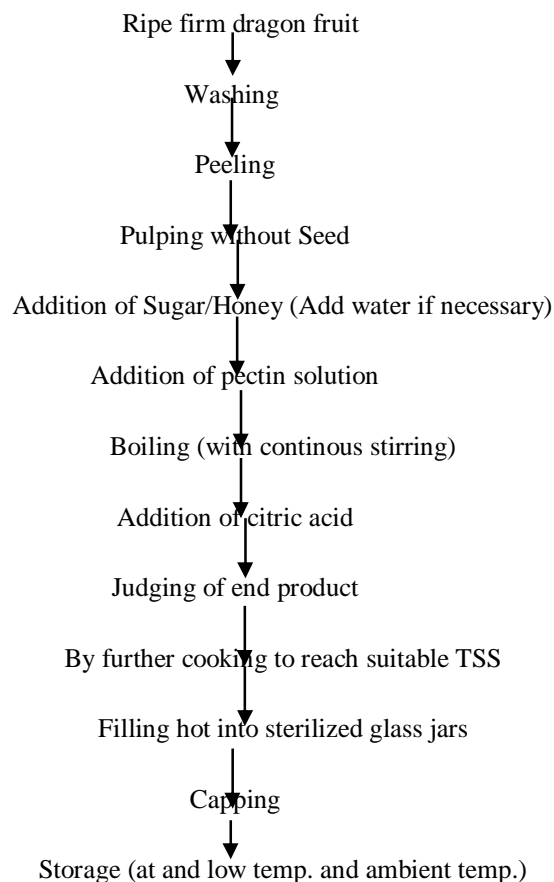 Ripe firm dragon fruit
Washing
Peeling
Pulping without Seed
Addition of Sugar/Honey (Add water if necessary)
Addition of pectin solution
Boiling (with continous stirring)
Addition of citric acid
Judging of end product
By further cooking to reach suitable TSS
Filling hot into sterilized glass jars
Capping
Storage (at and low temp. and ambient temp.)